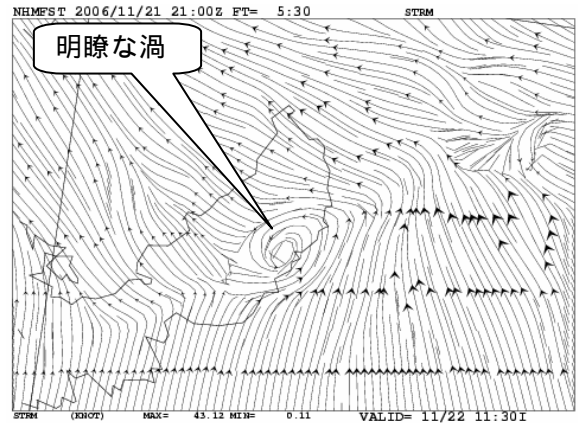 NHMFST 2006/11/21 21:00Z FT= 5:30 STRM
明瞭な渦
STRM (KNOT) MAX= 43.12 MIN= 0.11 VALID= 11/22 11:30I